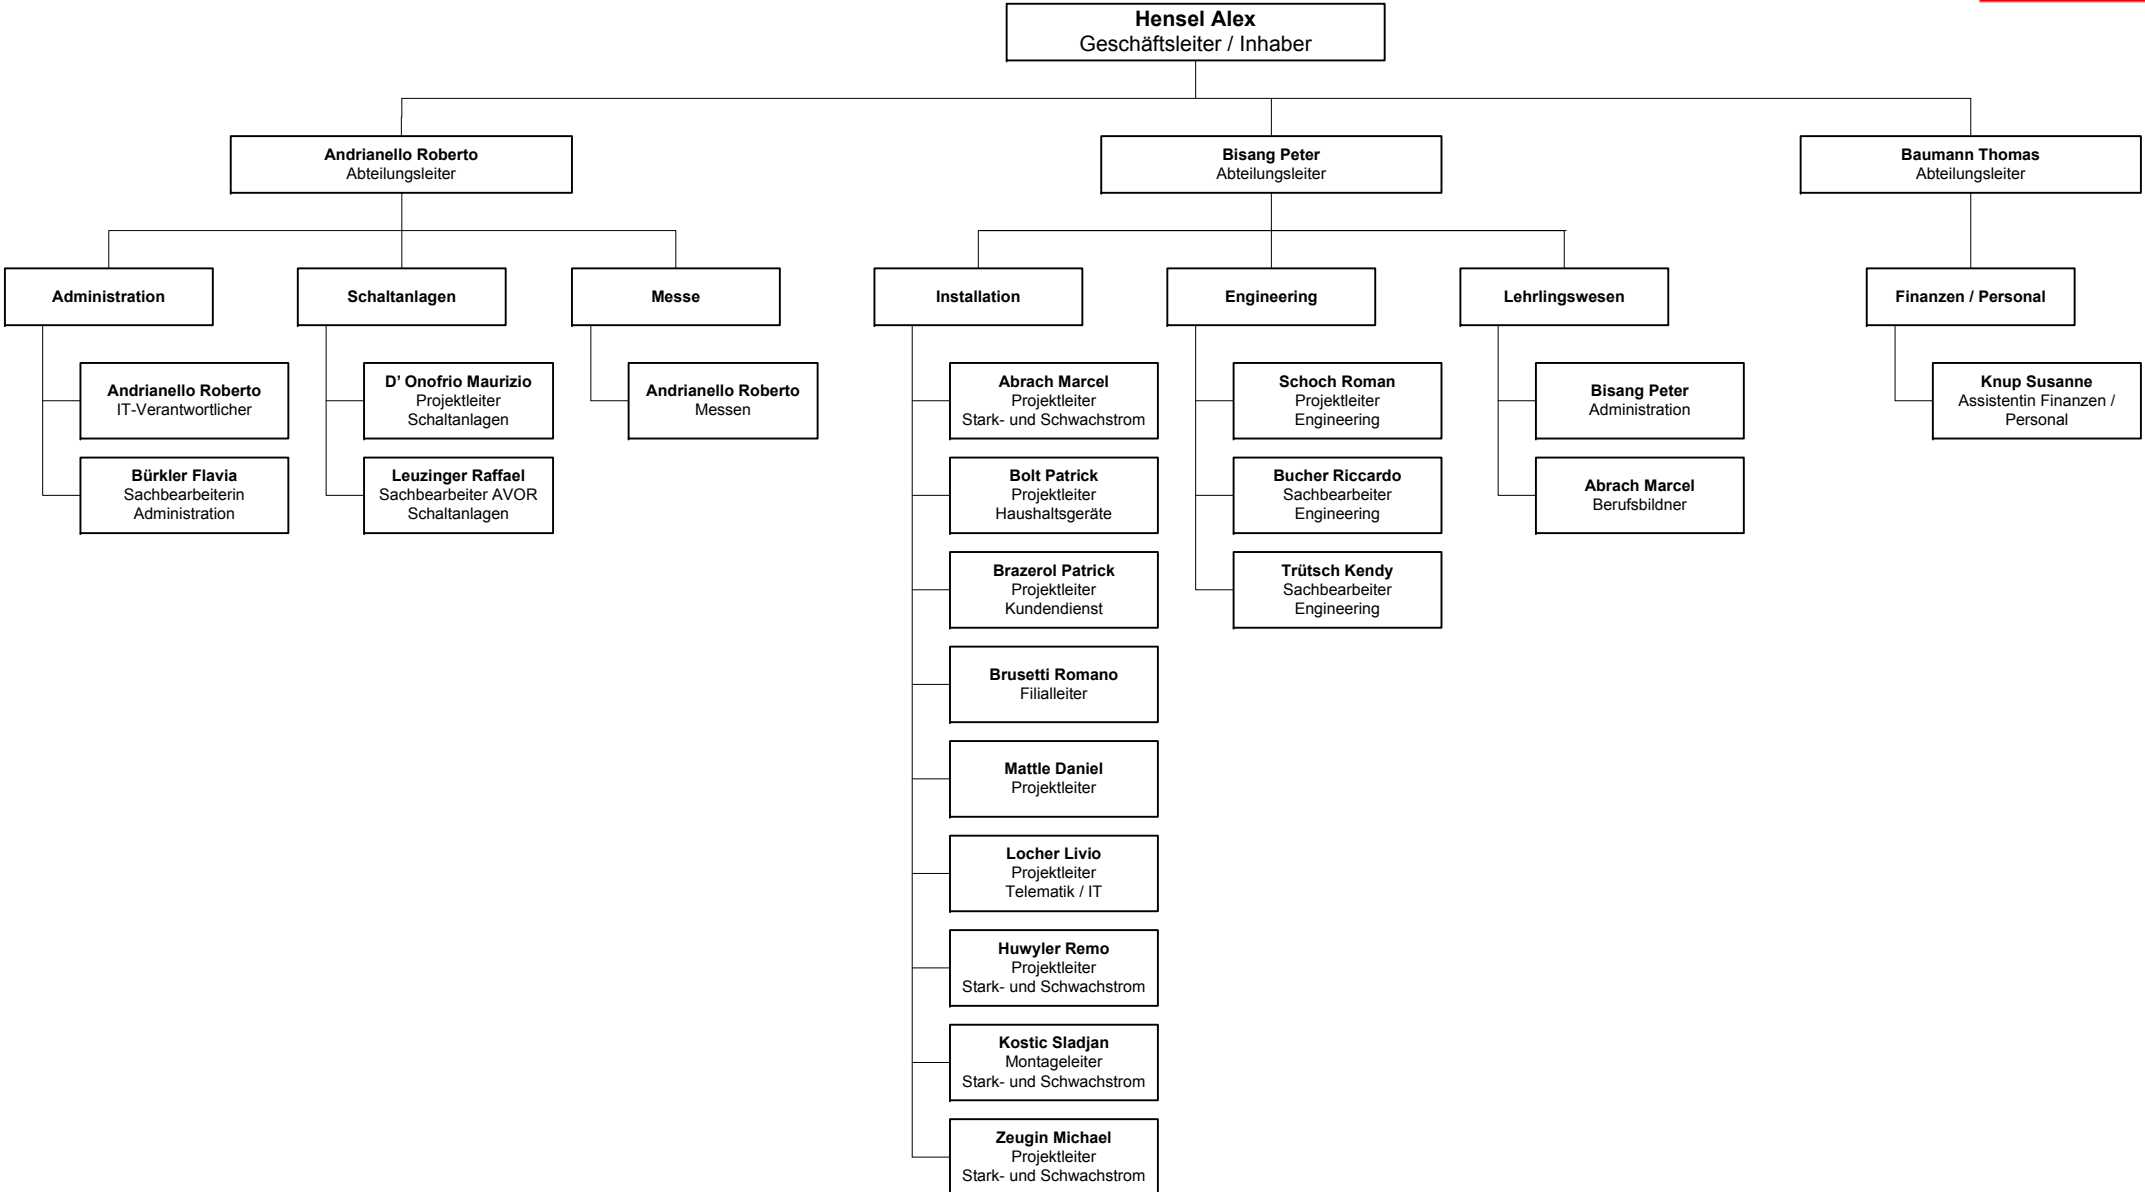 Hensel Alex
Geschäftsleiter / Inhaber
Andrianello Roberto
Abteilungsleiter
Bisang Peter
Abteilungsleiter
Baumann Thomas
Abteilungsleiter
Administration
Schaltanlagen
Messe
Installation
Engineering
Lehrlingswesen
Finanzen / Personal
Andrianello Roberto
IT-Verantwortlicher
Bürkler Flavia
Sachbearbeiterin
Administration
D' Onofrio Maurizio
Projektleiter
Schaltanlagen
Leuzinger Raffael
Sachbearbeiter AVOR
Schaltanlagen
Andrianello Roberto
Messen
Abrach Marcel
Projektleiter
Stark- und Schwachstrom
Bolt Patrick
Projektleiter
Haushaltsgeräte
Brazerol Patrick
Projektleiter
Kundendienst
Brusetti Romano
Filialleiter
Mattle Daniel
Projektleiter
Locher Livio
Projektleiter
Telematik / IT
Huwyler Remo
Projektleiter
Stark- und Schwachstrom
Kostic Sladjan
Montageleiter
Stark- und Schwachstrom
Zeugin Michael
Projektleiter
Stark- und Schwachstrom
Schoch Roman
Projektleiter
Engineering
Bucher Riccardo
Sachbearbeiter
Engineering
Trütsch Kendy
Sachbearbeiter
Engineering
Bisang Peter
Administration
Abrach Marcel
Berufsbildner
Knup Susanne
Assistentin Finanzen /
Personal